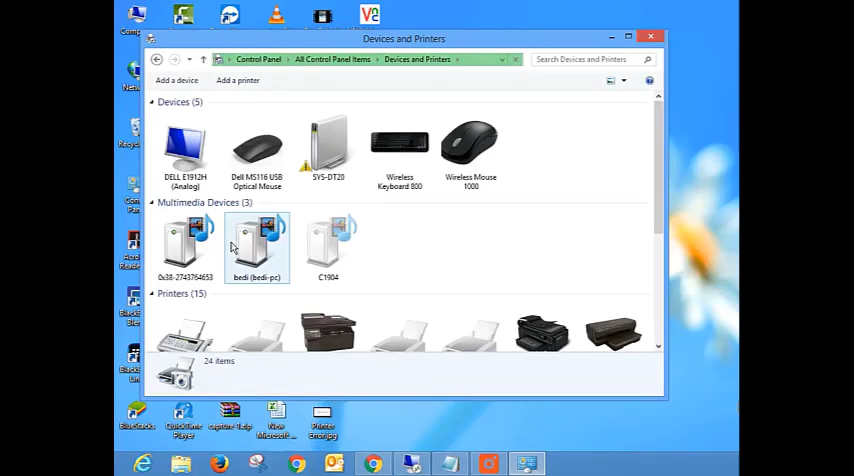 Devices and Printers
Control Panel
All Control Panel Items
Devices and Printers
Search Devices and Printers
Add a device
Add a printer
Devices (5)
DELL E1912H
(Analog)
Dell MS116 USB
Optical Mouse
SYS-DT20
Wireless
Keyboard 800
Wireless Mouse
1000
Multimedia Devices (3)
0x38-2743764653
bedi (bedi-pc)
C1904
Printers (15)
24 items
BlueStacks
QuickTime
Player
capture-1.zip
New
Microsoft ...
Printer
Error.jpg